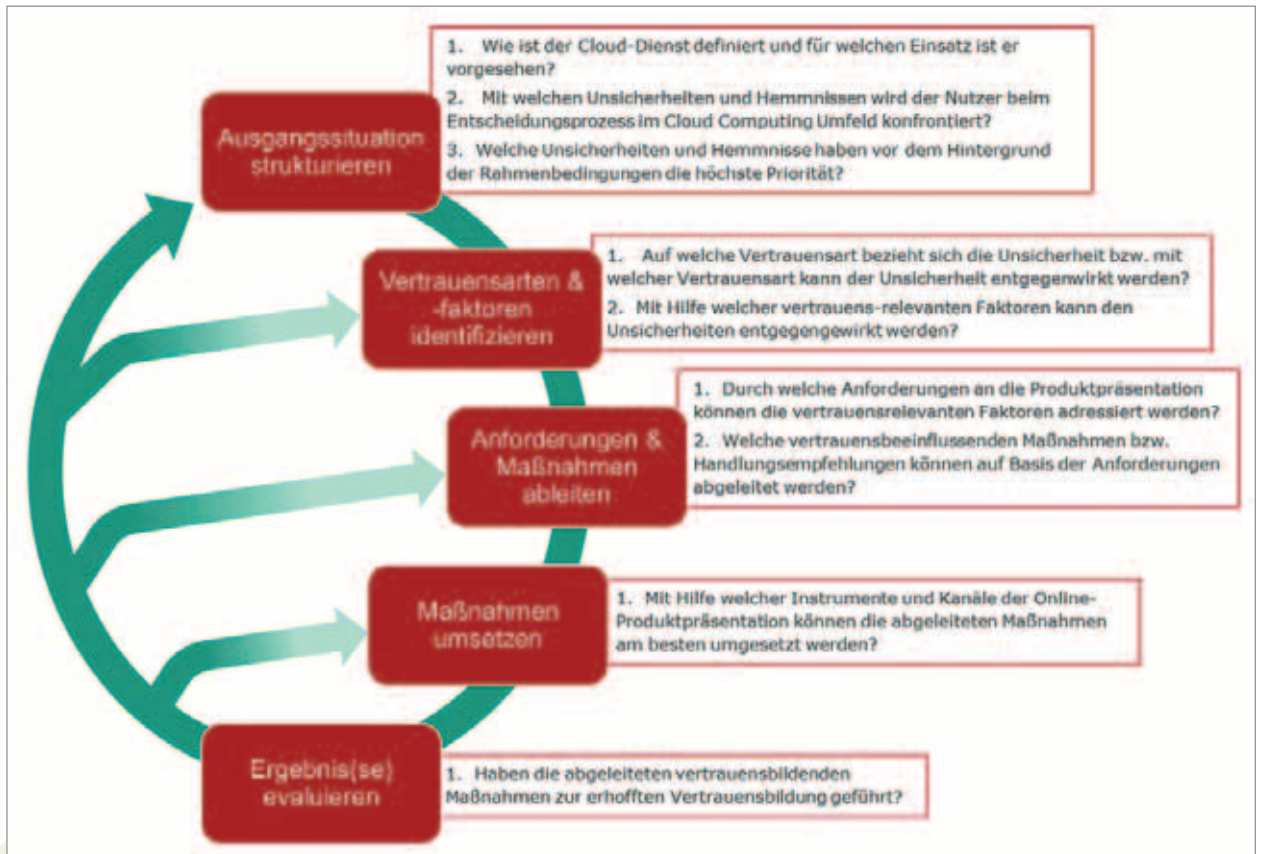 Ausgangssituation
strukturieren
1. Wie ist der Cloud-Dienst definiert und für welchen Einsatz ist er
vorgesehen?
2. Mit welchen Unsicherheiten und Hemmnissen wird der Nutzer beim
Entscheidungsprozess im Cloud Computing Umfeld konfrontiert?
3. Welche Unsicherheiten und Hemmnisse haben vor dem Hintergrund
der Rahmenbedingungen die höchste Priorität?
Vertrauensarten &
-faktoren
identifizieren
1. Auf welche Vertrauensart bezieht sich die Unsicherheit bzw. mit
welcher Vertrauensart kann der Unsicherheit entgegenwirkt werden?
2. Mit Hilfe welcher vertrauens-relevanten Faktoren kann den
Unsicherheiten entgegengewirkt werden?
Anforderungen &
Maßnahmen
ableiten
1. Durch welche Anforderungen an die Produktpräsentation
können die vertrauensrelevanten Faktoren adressiert werden?
2. Welche vertrauensbeeinflussenden Maßnahmen bzw.
Handlungsempfehlungen können auf Basis der Anforderungen
abgeleitet werden?
Maßnahmen
umsetzen
1. Mit Hilfe welcher Instrumente und Kanäle der Online-
Produktpräsentation können die abgeleiteten Maßnahmen
am besten umgesetzt werden?
Ergebnis(se)
evaluieren
1. Haben die abgeleiteten vertrauensbildenden
Maßnahmen zur erhofften Vertrauensbildung geführt?